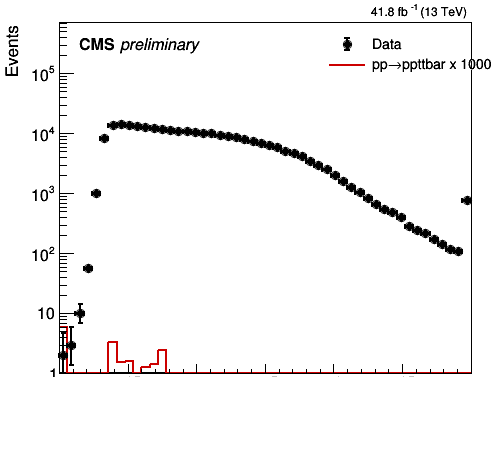 41.8 fb⁻¹ (13 TeV)
Events
CMS preliminary
Data
pp→ppttbar x 1000
10⁵
10⁴
10³
10²
10
1